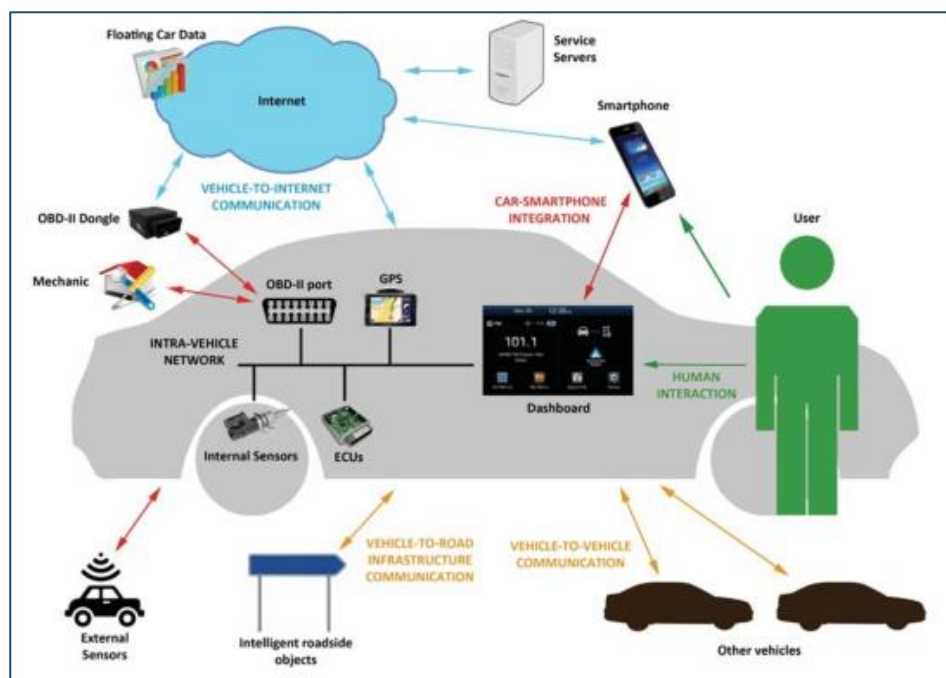 Floating Car Data
Internet
Service
Servers
Smartphone
VEHICLE-TO-INTERNET
COMMUNICATION
CAR-SMARTPHONE
INTEGRATION
OBD-II Dongle
User
Mechanic
OBD-II port
GPS
101.1
INTRA-VEHICLE
NETWORK
HUMAN
INTERACTION
Dashboard
Internal Sensors
ECUs
VEHICLE-TO-ROAD
INFRASTRUCTURE
COMMUNICATION
VEHICLE-TO-VEHICLE
COMMUNICATION
External
Sensors
Intelligent roadside
objects
Other vehicles